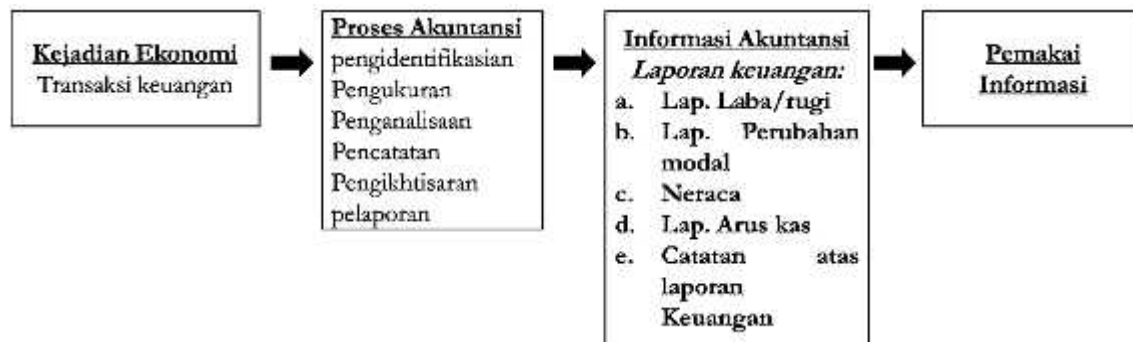 Kejadian Ekonomi
Transaksi keuangan
Proses Akuntansi
pengidentifikasian
Pengukuran
Penganalisaan
Pencatatan
Pengikhtisaran
pelaporan
Informasi Akuntansi
Laporan keuangan:
a. Lap. Laba/rugi
b. Lap. Perubahan
modal
c. Neraca
d. Lap. Arus kas
e. Catatan atas
laporan
Keuangan
Pemakai
Informasi